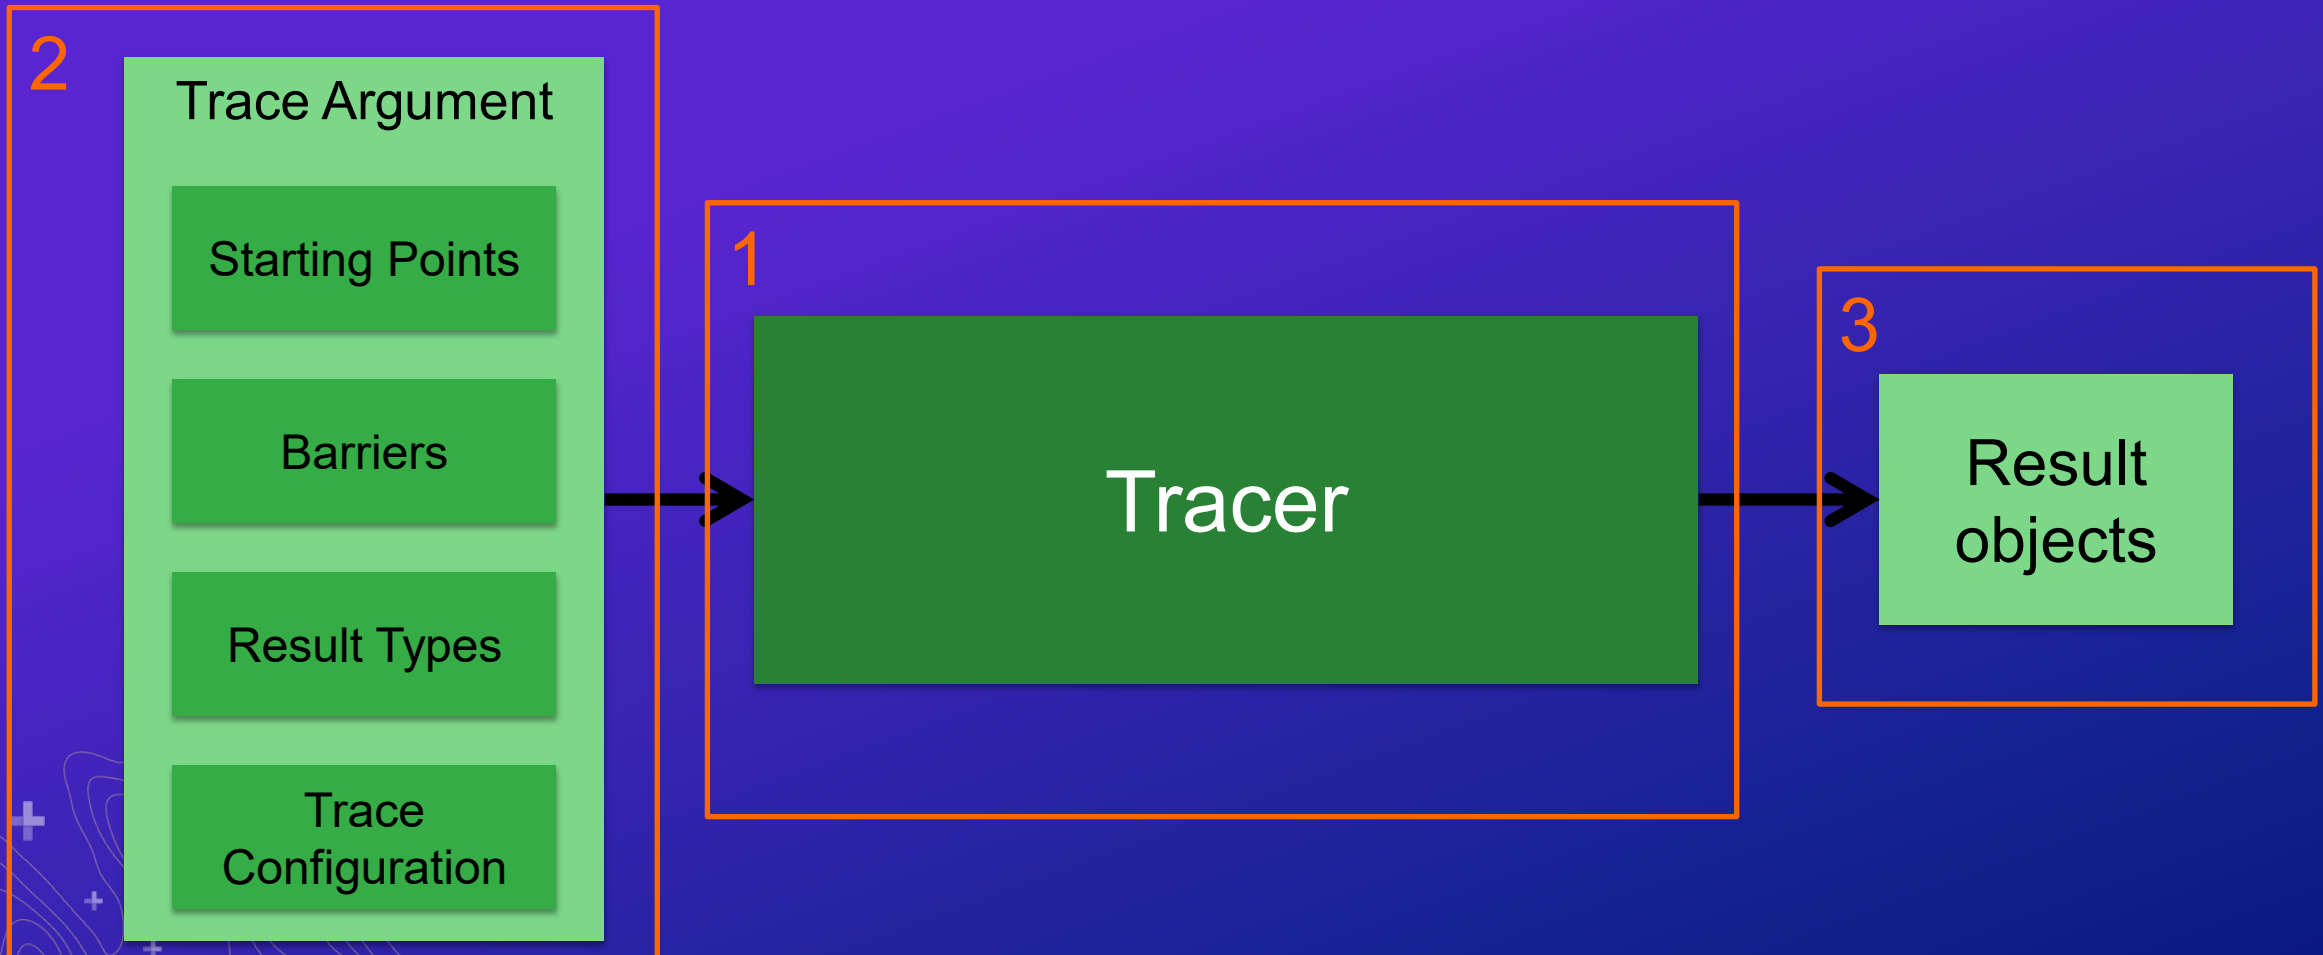 2
Trace Argument
Starting Points
Barriers
Result Types
Trace
Configuration
1
Tracer
3
Result
objects